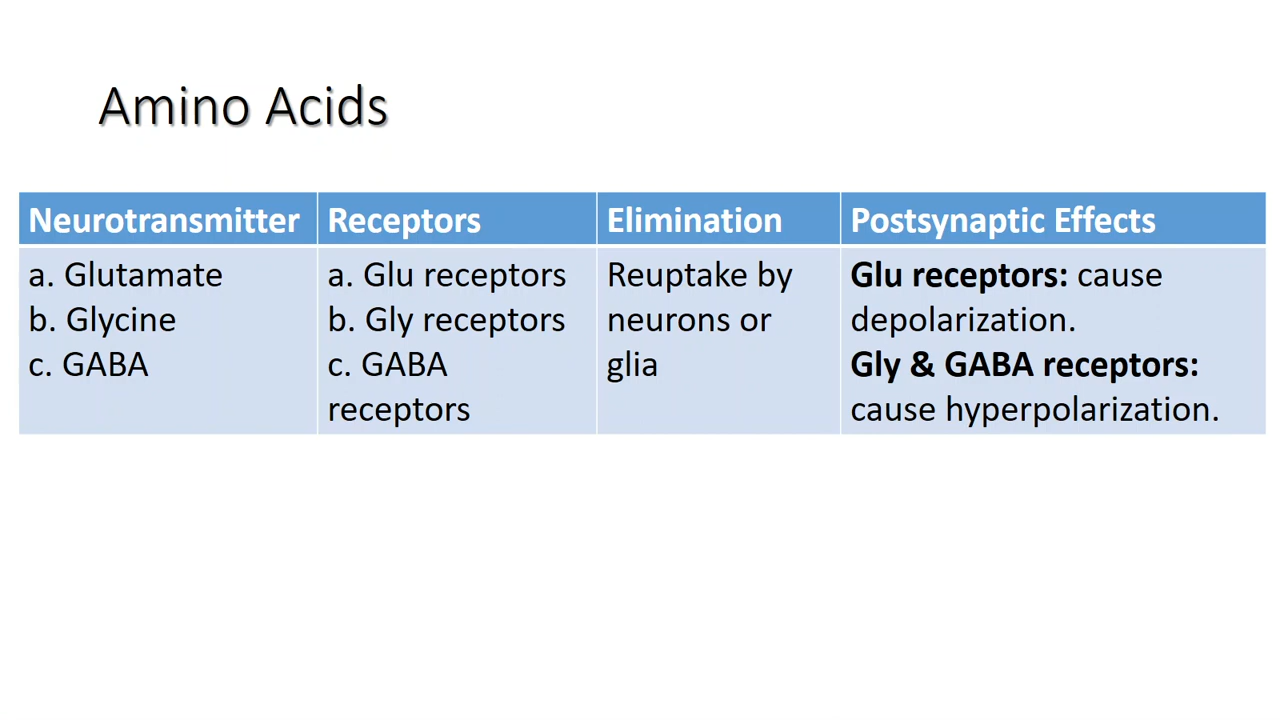 Amino Acids
Neurotransmitter
Receptors
Elimination
Postsynaptic Effects
a. Glutamate
b. Glycine
c. GABA
a. Glu receptors
b. Gly receptors
c. GABA
receptors
Reuptake by
neurons or
glia
Glu receptors: cause
depolarization.
Gly & GABA receptors:
cause hyperpolarization.